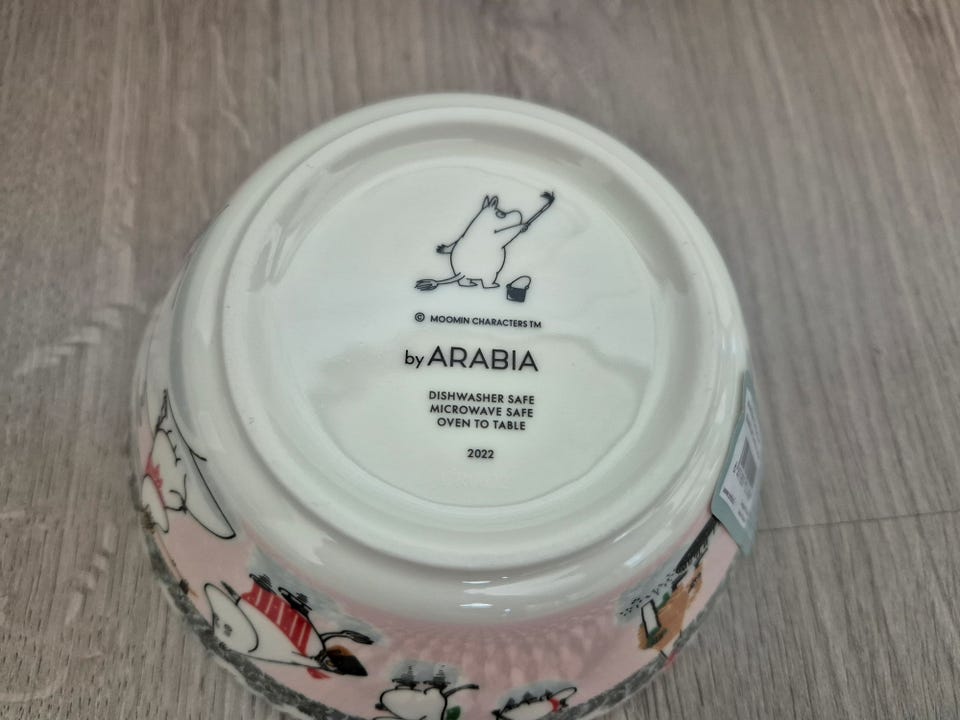 © MOOMIN CHARACTERS TM
by ARABIA
DISHWASHER SAFE
MICROWAVE SAFE
OVEN TO TABLE
2022